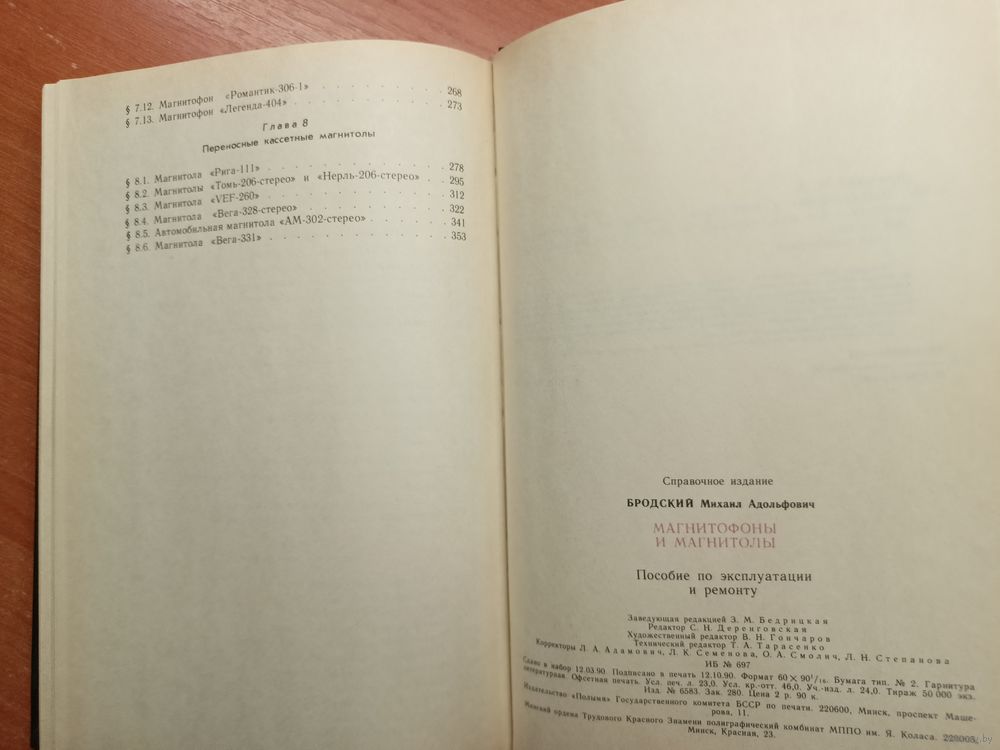 § 7.12. Магнитофон «Романтик-306-1» . . . . . . . . . . 268
§ 7.13. Магнитофон «Легенда-404» . . . . . . . . . . . 273
Глава 8
Переносные кассетные магнитолы
§ 8.1. Магнитола «Рига-111» . . . . . . . . . . . . 278
§ 8.2. Магнитолы «Томь-206-стерео» и «Нерль-206-стерео» . . 295
§ 8.3. Магнитола «VEF-260» . . . . . . . . . . . . 312
§ 8.4. Магнитола «Вега-328-стерео» . . . . . . . . . . 322
§ 8.5. Автомобильная магнитола «АМ-302-стерео» . . . . . . 341
§ 8.6. Магнитола «Вега-331» . . . . . . . . . . . . 353
Справочное издание
БРОДСКИЙ Михаил Адольфович
МАГНИТОФОНЫ
И МАГНИТОЛЫ
Пособие по эксплуатации
и ремонту
Заведующая редакцией З. М. Бедрицкая
Редактор С. Н. Деренговская
Художественный редактор В. Н. Гончаров
Технический редактор Т. А. Тарасенко
Корректоры Л. А. Адамович, Л. К. Семенова, О. А. Смолич, Л. Н. Степанова
ИБ № 697
Сдано в набор 12.03.90. Подписано в печать 12.10.90. Формат 60×90¹/₁₆. Бумага тип. № 2. Гарнитура
литературная. Офсетная печать. Усл. печ. л. 23,0. Усл. кр.-отт. 46,0. Уч.-изд. л. 24,0. Тираж 50 000 экз.
Изд. № 6583. Зак. 280. Цена 2 р. 90 к.
Издательство «Полымя» Государственного комитета БССР по печати. 220600, Минск, проспект Маше-
рова, 11.
Минский ордена Трудового Красного Знамени полиграфический комбинат МППО им. Я. Коласа. 220005,
Минск, Красная, 23.